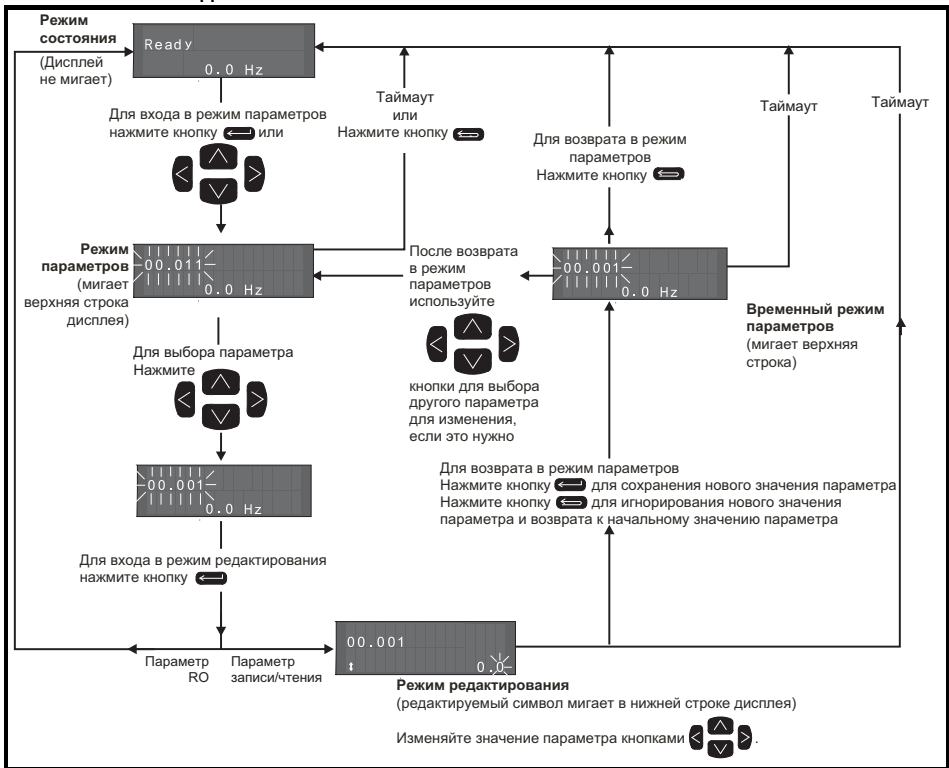 Режим
состояния
(Дисплей
не мигает)
Ready
0.0 Hz
Для входа в режим параметров
нажмите кнопку или
Таймаут
или
Нажмите кнопку
Для возврата в режим
параметров
Нажмите кнопку
Таймаут
Таймаут
Режим
параметров
(мигает
верхняя строка
дисплея)
00.011
0.0 Hz
После возврата
в режим
параметров
используйте
кнопки для выбора
другого параметра
для изменения,
если это нужно
00.001
0.0 Hz
Временный режим
параметров
(мигает верхняя
строка)
Для выбора параметра
Нажмите
00.001
0.0 Hz
Для возврата в режим параметров
Нажмите кнопку для сохранения нового значения параметра
Нажмите кнопку для игнорирования нового значения
параметра и возврата к начальному значению параметра
Для входа в режим редактирования
нажмите кнопку
Параметр
RO
Параметр
записи/чтения
00.001
0.0
Режим редактирования
(редактируемый символ мигает в нижней строке дисплея)
Изменяйте значение параметра кнопками .